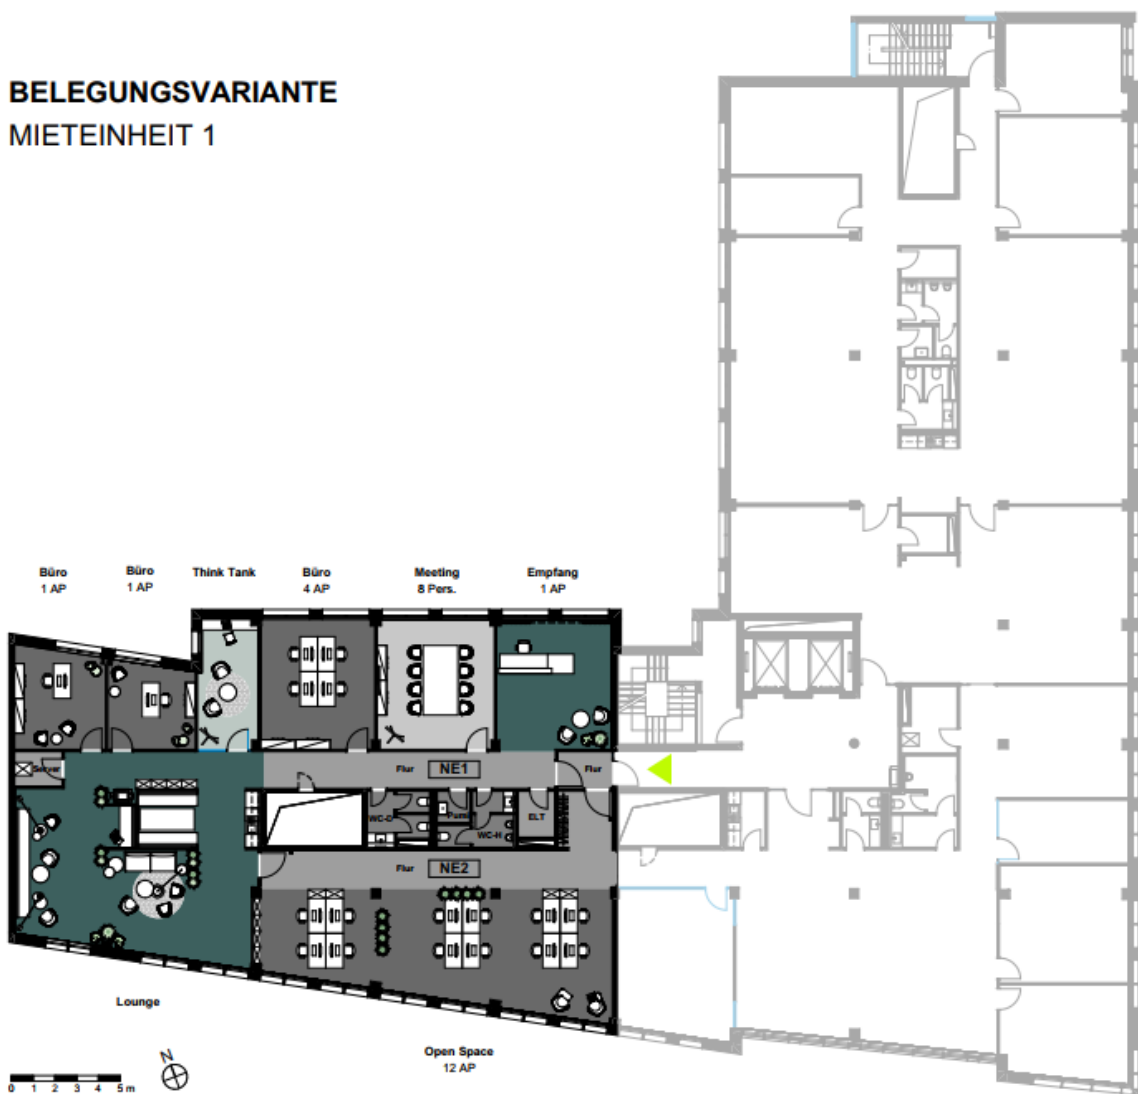 BELEGUNGSVARIANTE
MIETEINHEIT 1
Büro
1 AP
Büro
1 AP
Think Tank
Büro
4 AP
Meeting
8 Pers.
Empfang
1 AP
Server
Flur
NE1
Flur
WC-D
Pumi
WC-H
ELT
Flur
NE2
Lounge
Open Space
12 AP
N
0 1 2 3 4 5 m